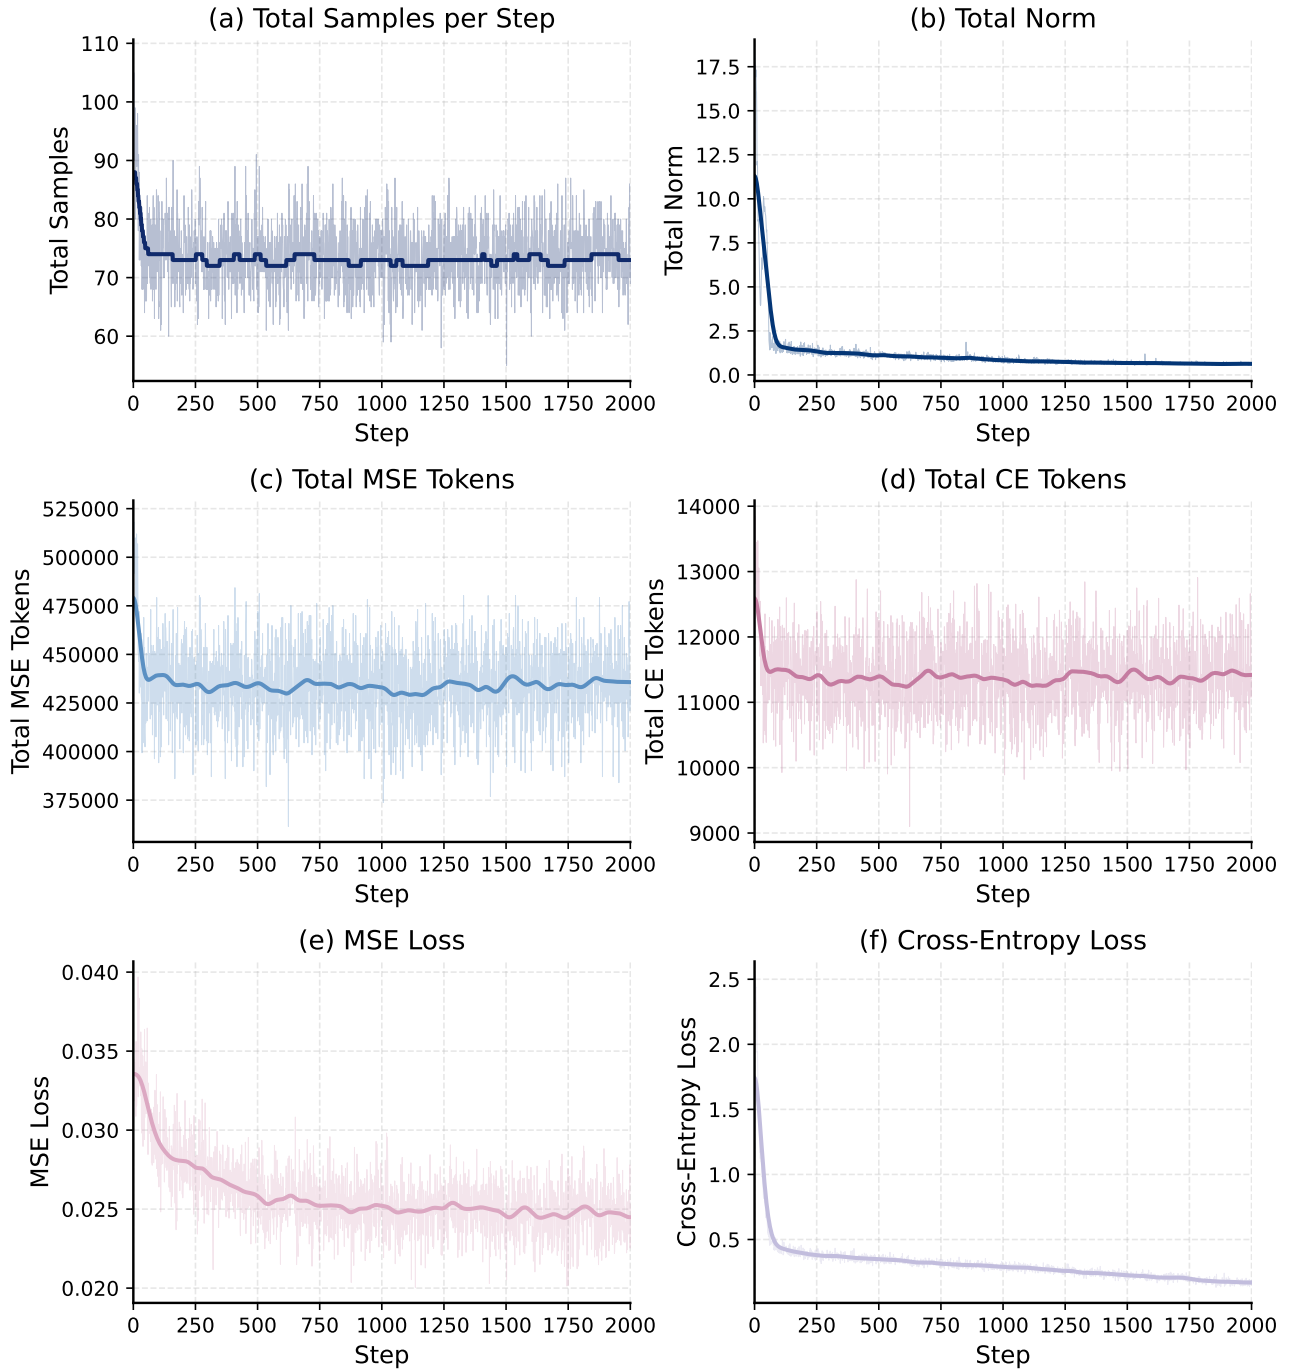 (a) Total Samples per Step
Total Samples
110
100
90
80
70
60
0 250 500 750 1000 1250 1500 1750 2000
Step
(b) Total Norm
Total Norm
17.5
15.0
12.5
10.0
7.5
5.0
2.5
0.0
0 250 500 750 1000 1250 1500 1750 2000
Step
(c) Total MSE Tokens
Total MSE Tokens
525000
500000
475000
450000
425000
400000
375000
0 250 500 750 1000 1250 1500 1750 2000
Step
(d) Total CE Tokens
Total CE Tokens
14000
13000
12000
11000
10000
9000
0 250 500 750 1000 1250 1500 1750 2000
Step
(e) MSE Loss
MSE Loss
0.040
0.035
0.030
0.025
0.020
0 250 500 750 1000 1250 1500 1750 2000
Step
(f) Cross-Entropy Loss
Cross-Entropy Loss
2.5
2.0
1.5
1.0
0.5
0 250 500 750 1000 1250 1500 1750 2000
Step